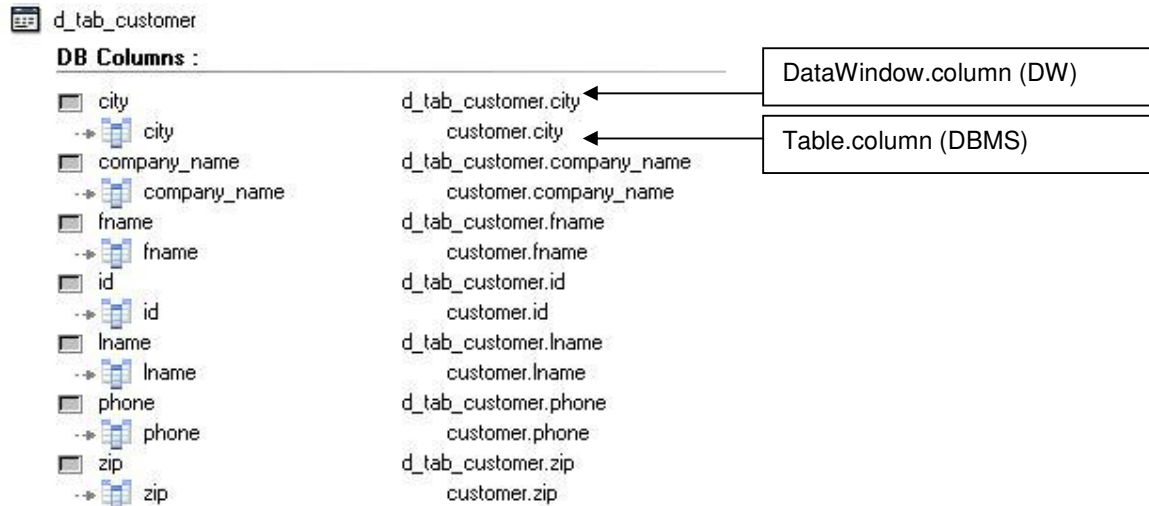 d_tab_customer
DB Columns :
DataWindow.column (DW)
city d_tab_customer.city
city customer.city
Table.column (DBMS)
company_name d_tab_customer.company_name
company_name customer.company_name
fname d_tab_customer.fname
fname customer.fname
id d_tab_customer.id
id customer.id
lname d_tab_customer.lname
lname customer.lname
phone d_tab_customer.phone
phone customer.phone
zip d_tab_customer.zip
zip customer.zip